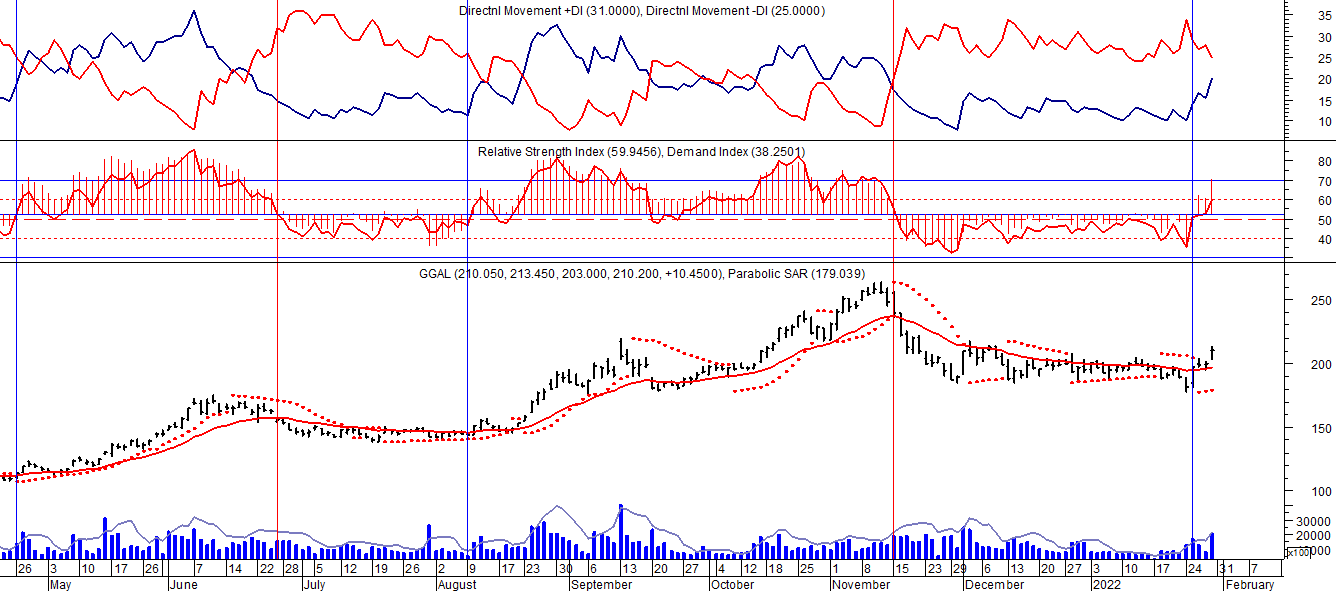 Directnl Movement +DI (31.0000), Directnl Movement -DI (25.0000)
35
30
25
20
15
10
Relative Strength Index (59.9456), Demand Index (38.2501)
80
70
60
50
40
GGAL (210.050, 213.450, 203.000, 210.200, +10.4500), Parabolic SAR (179.039)
250
200
150
100
30000
20000
x100
26 3 10 17 26 7 14 22 28 5 12 19 26 2 9 17 23 30 6 13 20 27 4 12 18 25 1 8 15 23 29 6 13 20 27 3 10 17 24 31 7
May June July August September October November December 2022 February